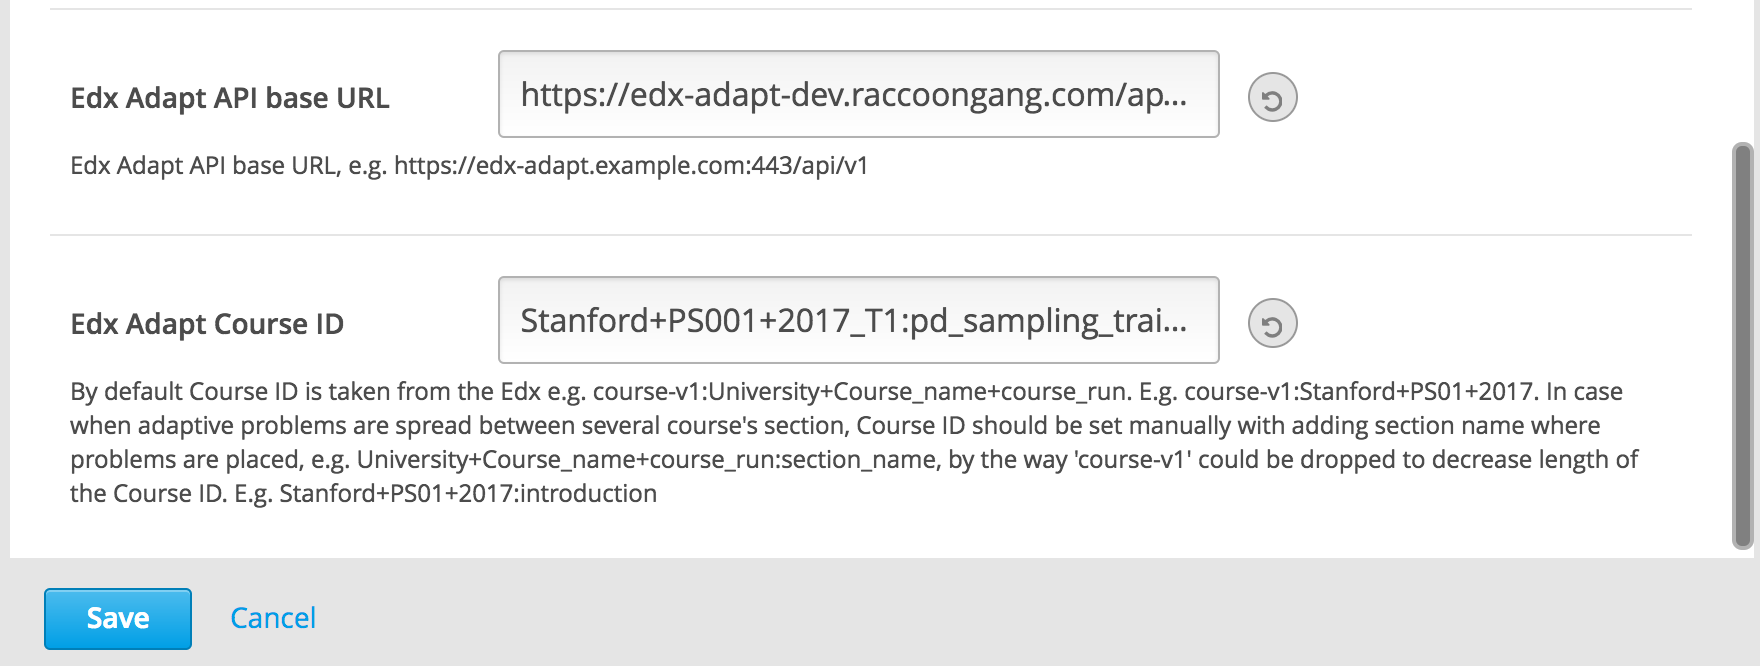 Edx Adapt API base URL
https://edx-adapt-dev.raccoongang.com/ap...
Edx Adapt API base URL, e.g. https://edx-adapt.example.com:443/api/v1
Edx Adapt Course ID
Stanford+PS001+2017_T1:pd_sampling_trai...
By default Course ID is taken from the Edx e.g. course-v1:University+Course_name+course_run. E.g. course-v1:Stanford+PS01+2017. In case
when adaptive problems are spread between several course's section, Course ID should be set manually with adding section name where
problems are placed, e.g. University+Course_name+course_run:section_name, by the way 'course-v1' could be dropped to decrease length of
the Course ID. E.g. Stanford+PS01+2017:introduction
Save
Cancel